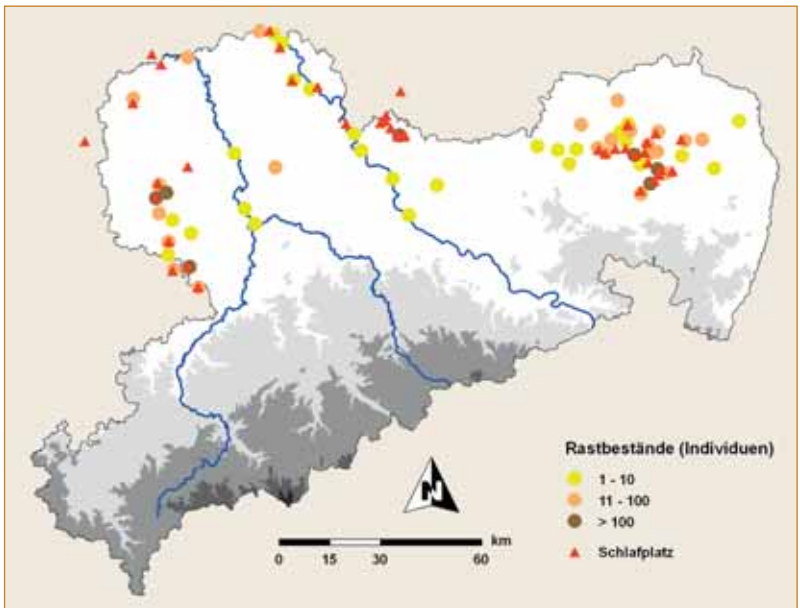 Rastbestände (Individuen)
1 - 10
11 - 100
> 100
Schlafplatz
N
km
0 15 30 60